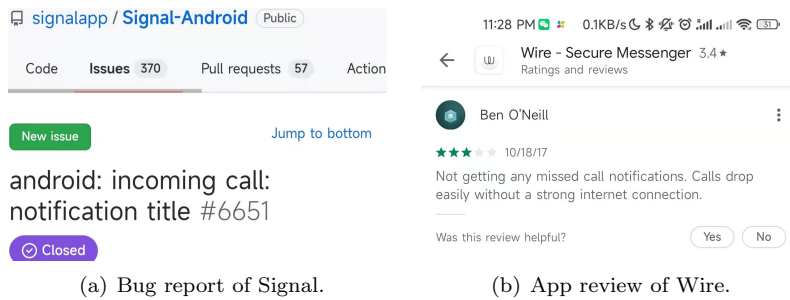 signalapp / Signal-Android Public
Code Issues 370 Pull requests 57 Action
New issue Jump to bottom
android: incoming call:
notification title #6651
Closed
(a) Bug report of Signal.
11:28 PM 0.1KB/s 31
Wire - Secure Messenger 3.4★
Ratings and reviews
Ben O'Neill
10/18/17
Not getting any missed call notifications. Calls drop
easily without a strong internet connection.
Was this review helpful? Yes No
(b) App review of Wire.